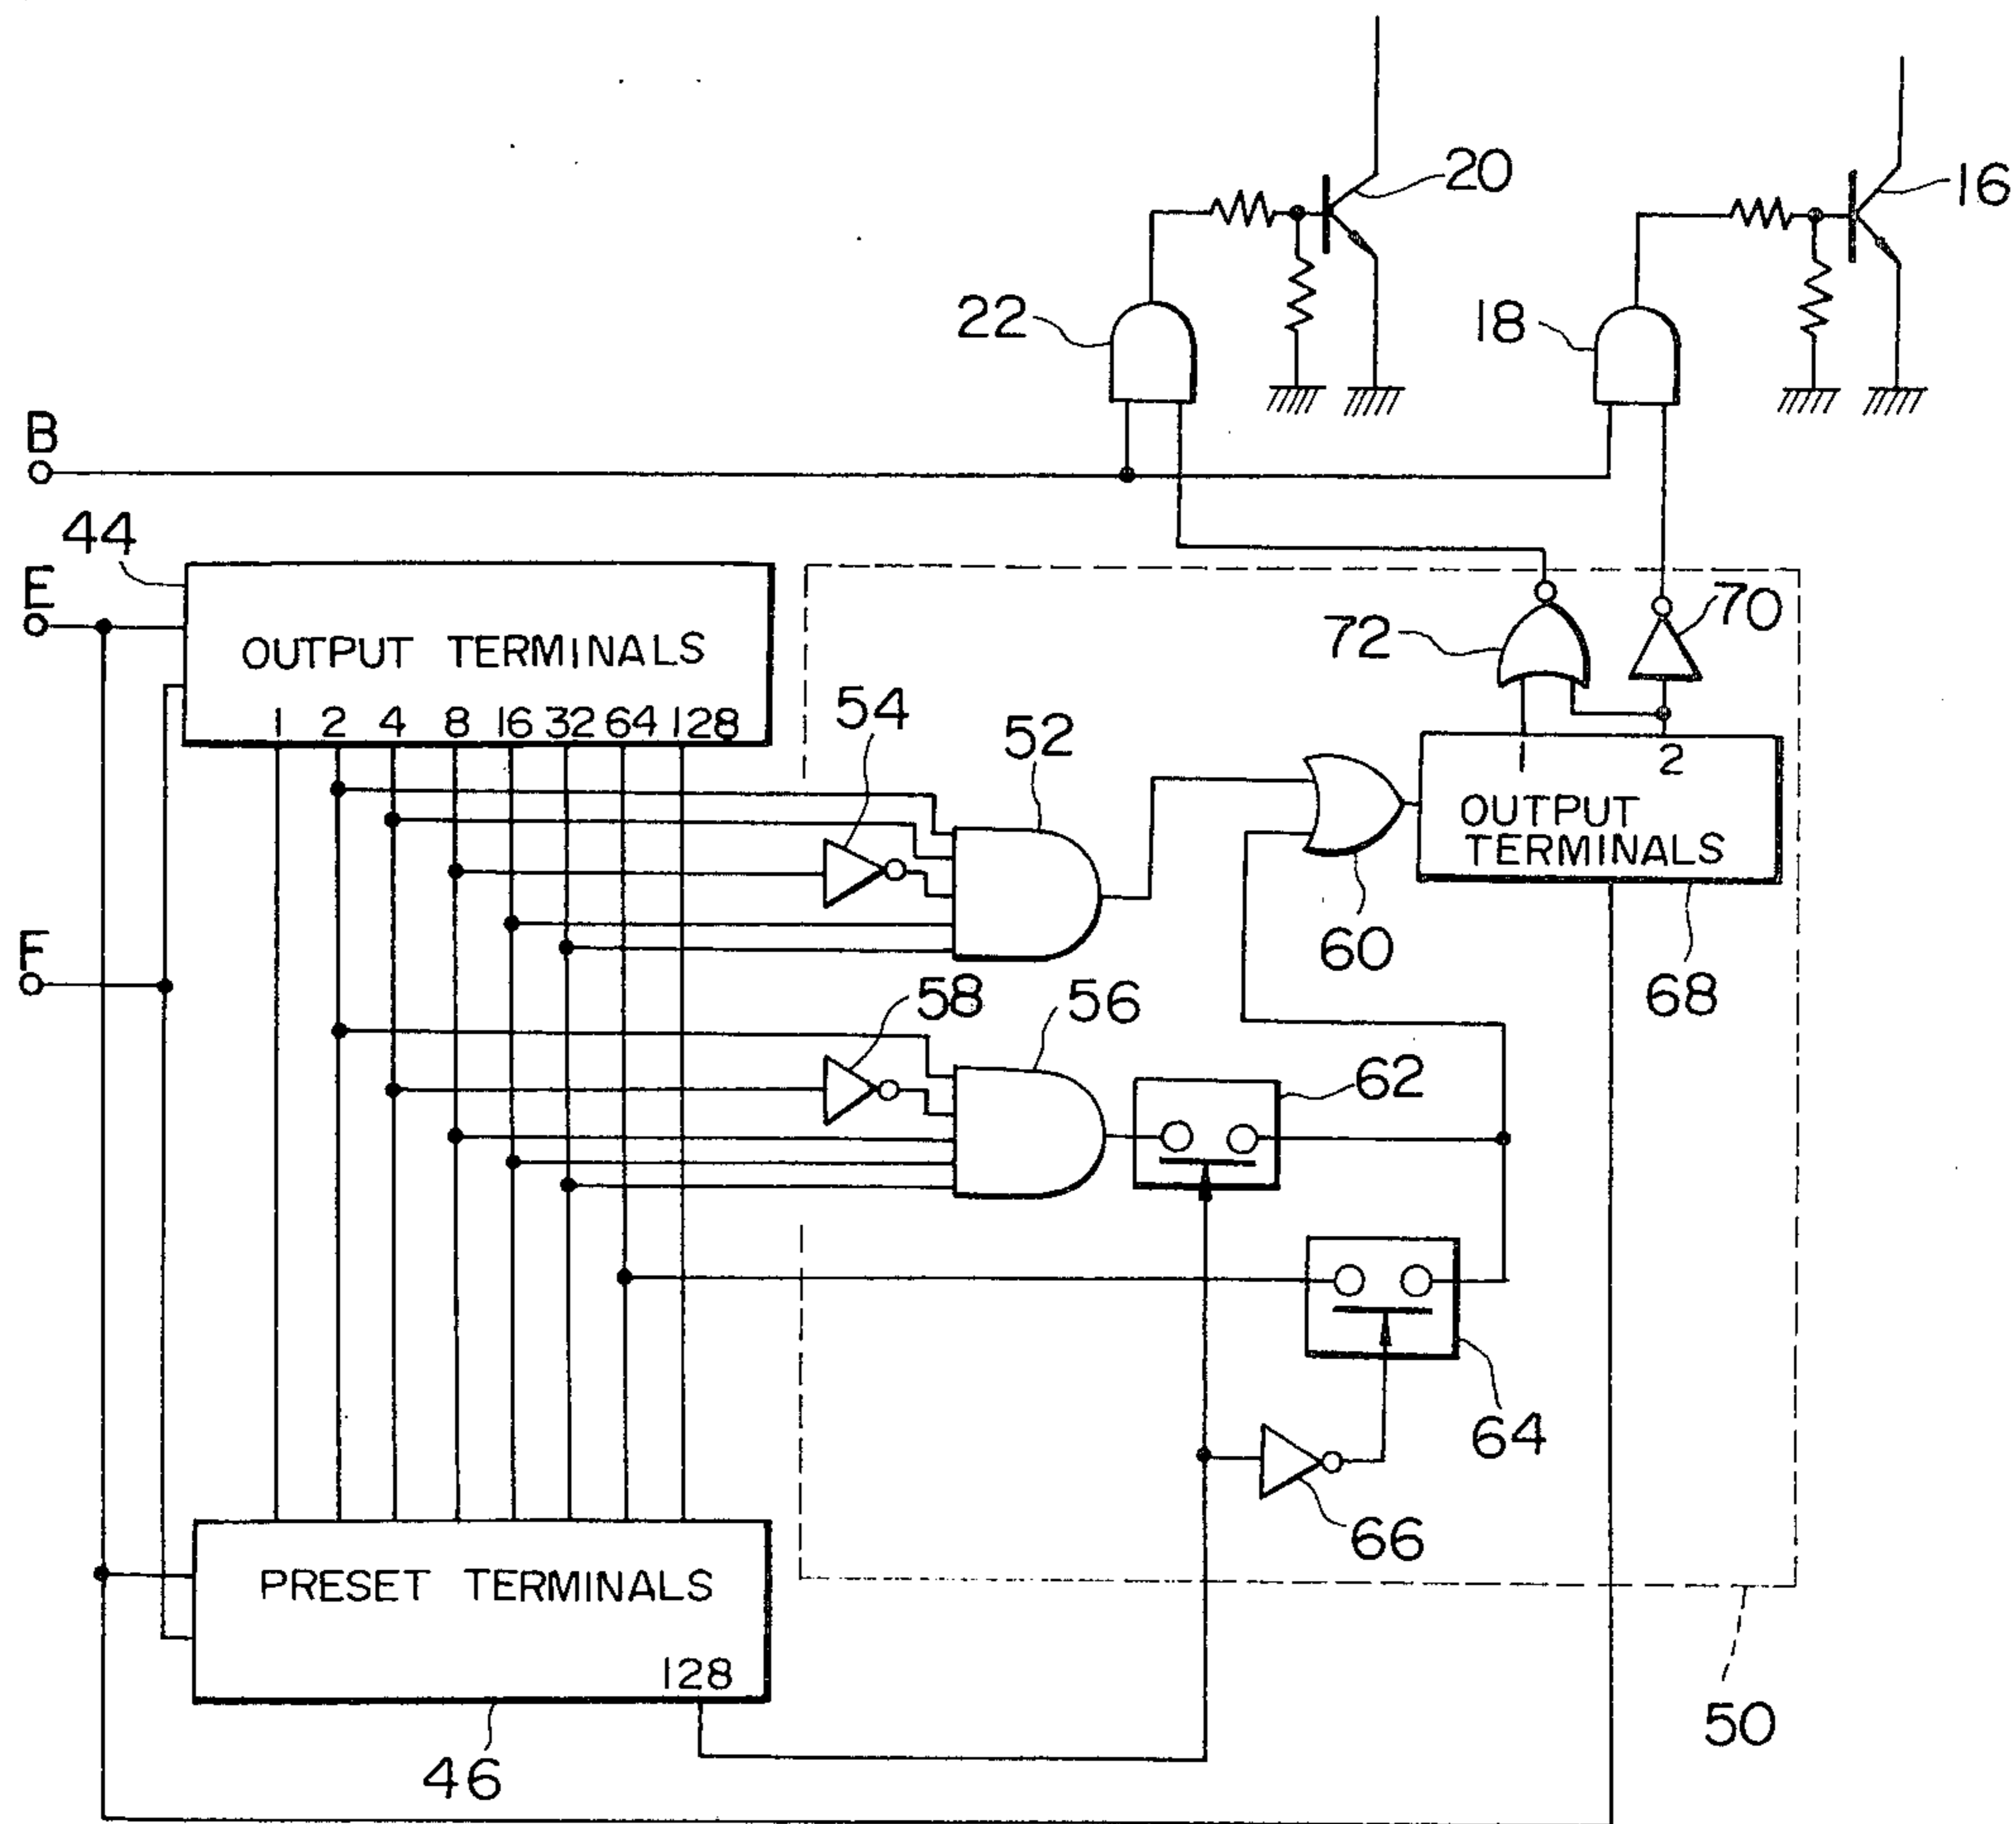 20
16
22
18
B
44
E
OUTPUT TERMINALS
1 2 4 8 16 32 64 128
54
52
72
70
1 2
OUTPUT
TERMINALS
60
68
F
58
56
62
64
66
PRESET TERMINALS
128
46
50